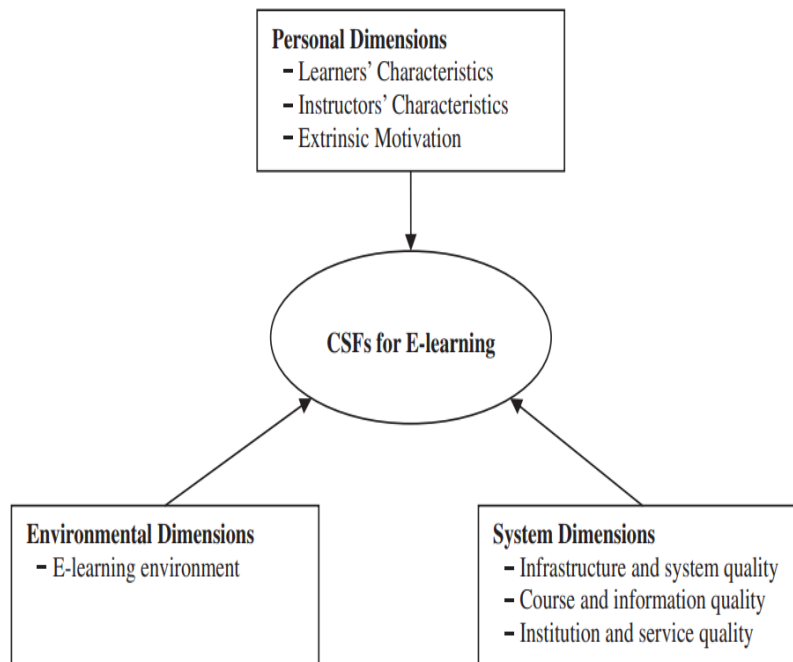 Personal Dimensions
– Learners’ Characteristics
– Instructors’ Characteristics
– Extrinsic Motivation
CSFs for E-learning
Environmental Dimensions
– E-learning environment
System Dimensions
– Infrastructure and system quality
– Course and information quality
– Institution and service quality